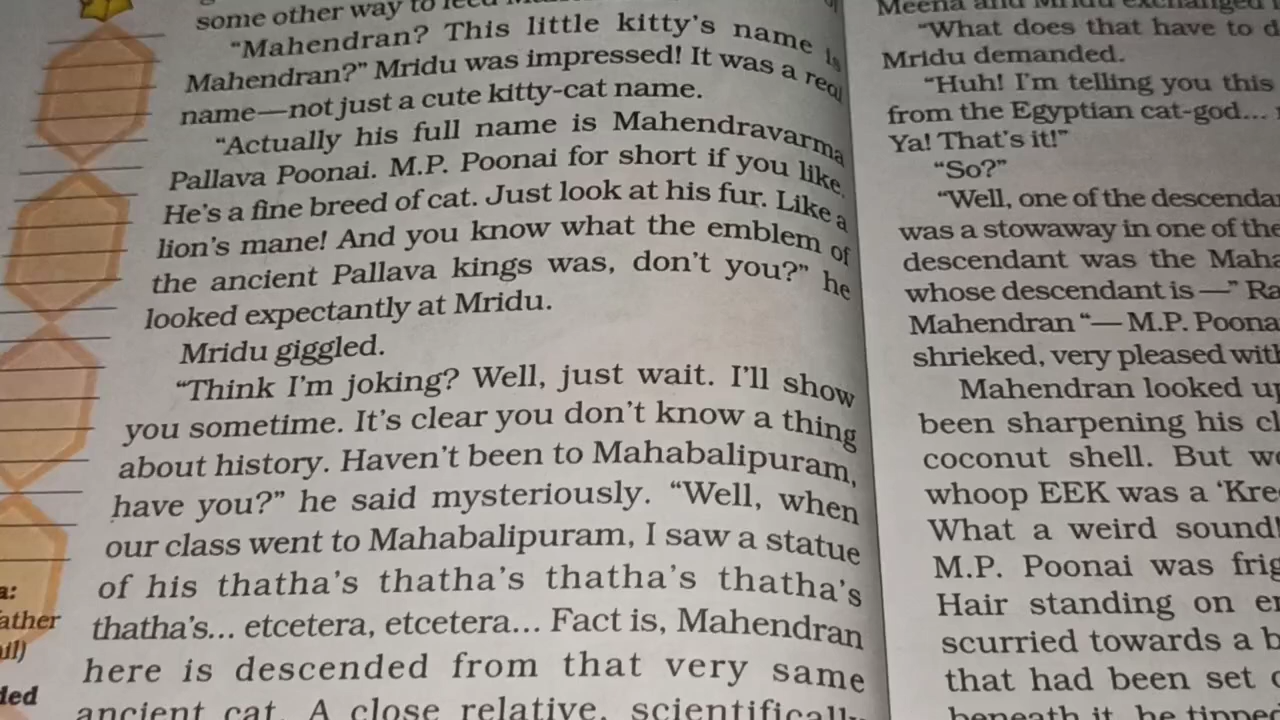 some other way to feed
"Mahendran? This little kitty's name is
Mahendran?" Mridu was impressed! It was a real
name—not just a cute kitty-cat name.
"Actually his full name is Mahendravarma
Pallava Poonai. M.P. Poonai for short if you like.
He's a fine breed of cat. Just look at his fur. Like a
lion's mane! And you know what the emblem of
the ancient Pallava kings was, don't you?" he
looked expectantly at Mridu.
Mridu giggled.
"Think I'm joking? Well, just wait. I'll show
you sometime. It's clear you don't know a thing
about history. Haven't been to Mahabalipuram,
have you?" he said mysteriously. "Well, when
our class went to Mahabalipuram, I saw a statue
of his thatha's thatha's thatha's thatha's
thatha's... etcetera, etcetera... Fact is, Mahendran
here is descended from that very same
ancient cat. A close relative, scientifically
a:
ather
il)
ded
Meena and Mridu exchanged
"What does that have to d
Mridu demanded.
"Huh! I'm telling you this
from the Egyptian cat-god...
Ya! That's it!"
"So?"
"Well, one of the descenda
was a stowaway in one of the
descendant was the Maha
whose descendant is —" Ra
Mahendran "— M.P. Poona
shrieked, very pleased with
Mahendran looked up
been sharpening his cl
coconut shell. But wo
whoop EEK was a 'Kre
What a weird sound!
M.P. Poonai was frig
Hair standing on en
scurried towards a b
that had been set o
beneath it, he tipped